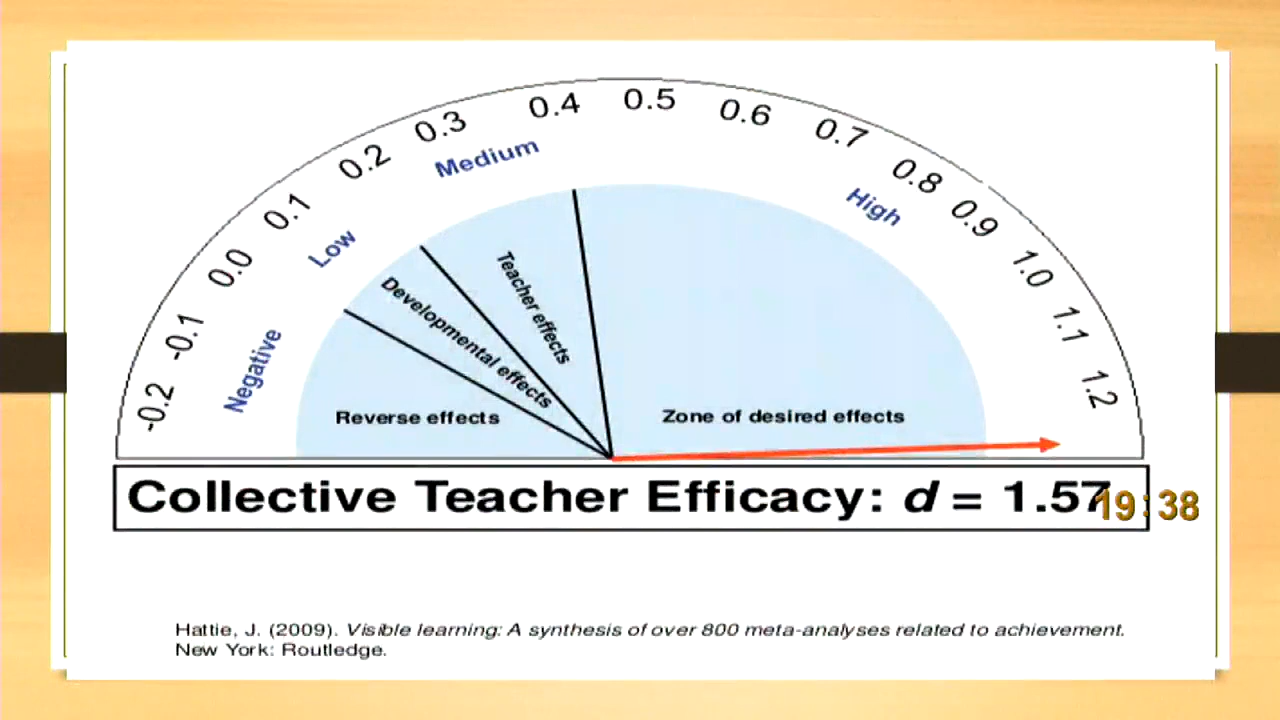 -0.2
-0.1
0.0
0.1
0.2
0.3
0.4
0.5
0.6
0.7
0.8
0.9
1.0
1.1
1.2
Negative
Low
Medium
High
Reverse effects
Developmental effects
Teacher effects
Zone of desired effects
Collective Teacher Efficacy: d = 1.57
19:38
Hattie, J. (2009). Visible learning: A synthesis of over 800 meta-analyses related to achievement.
New York: Routledge.